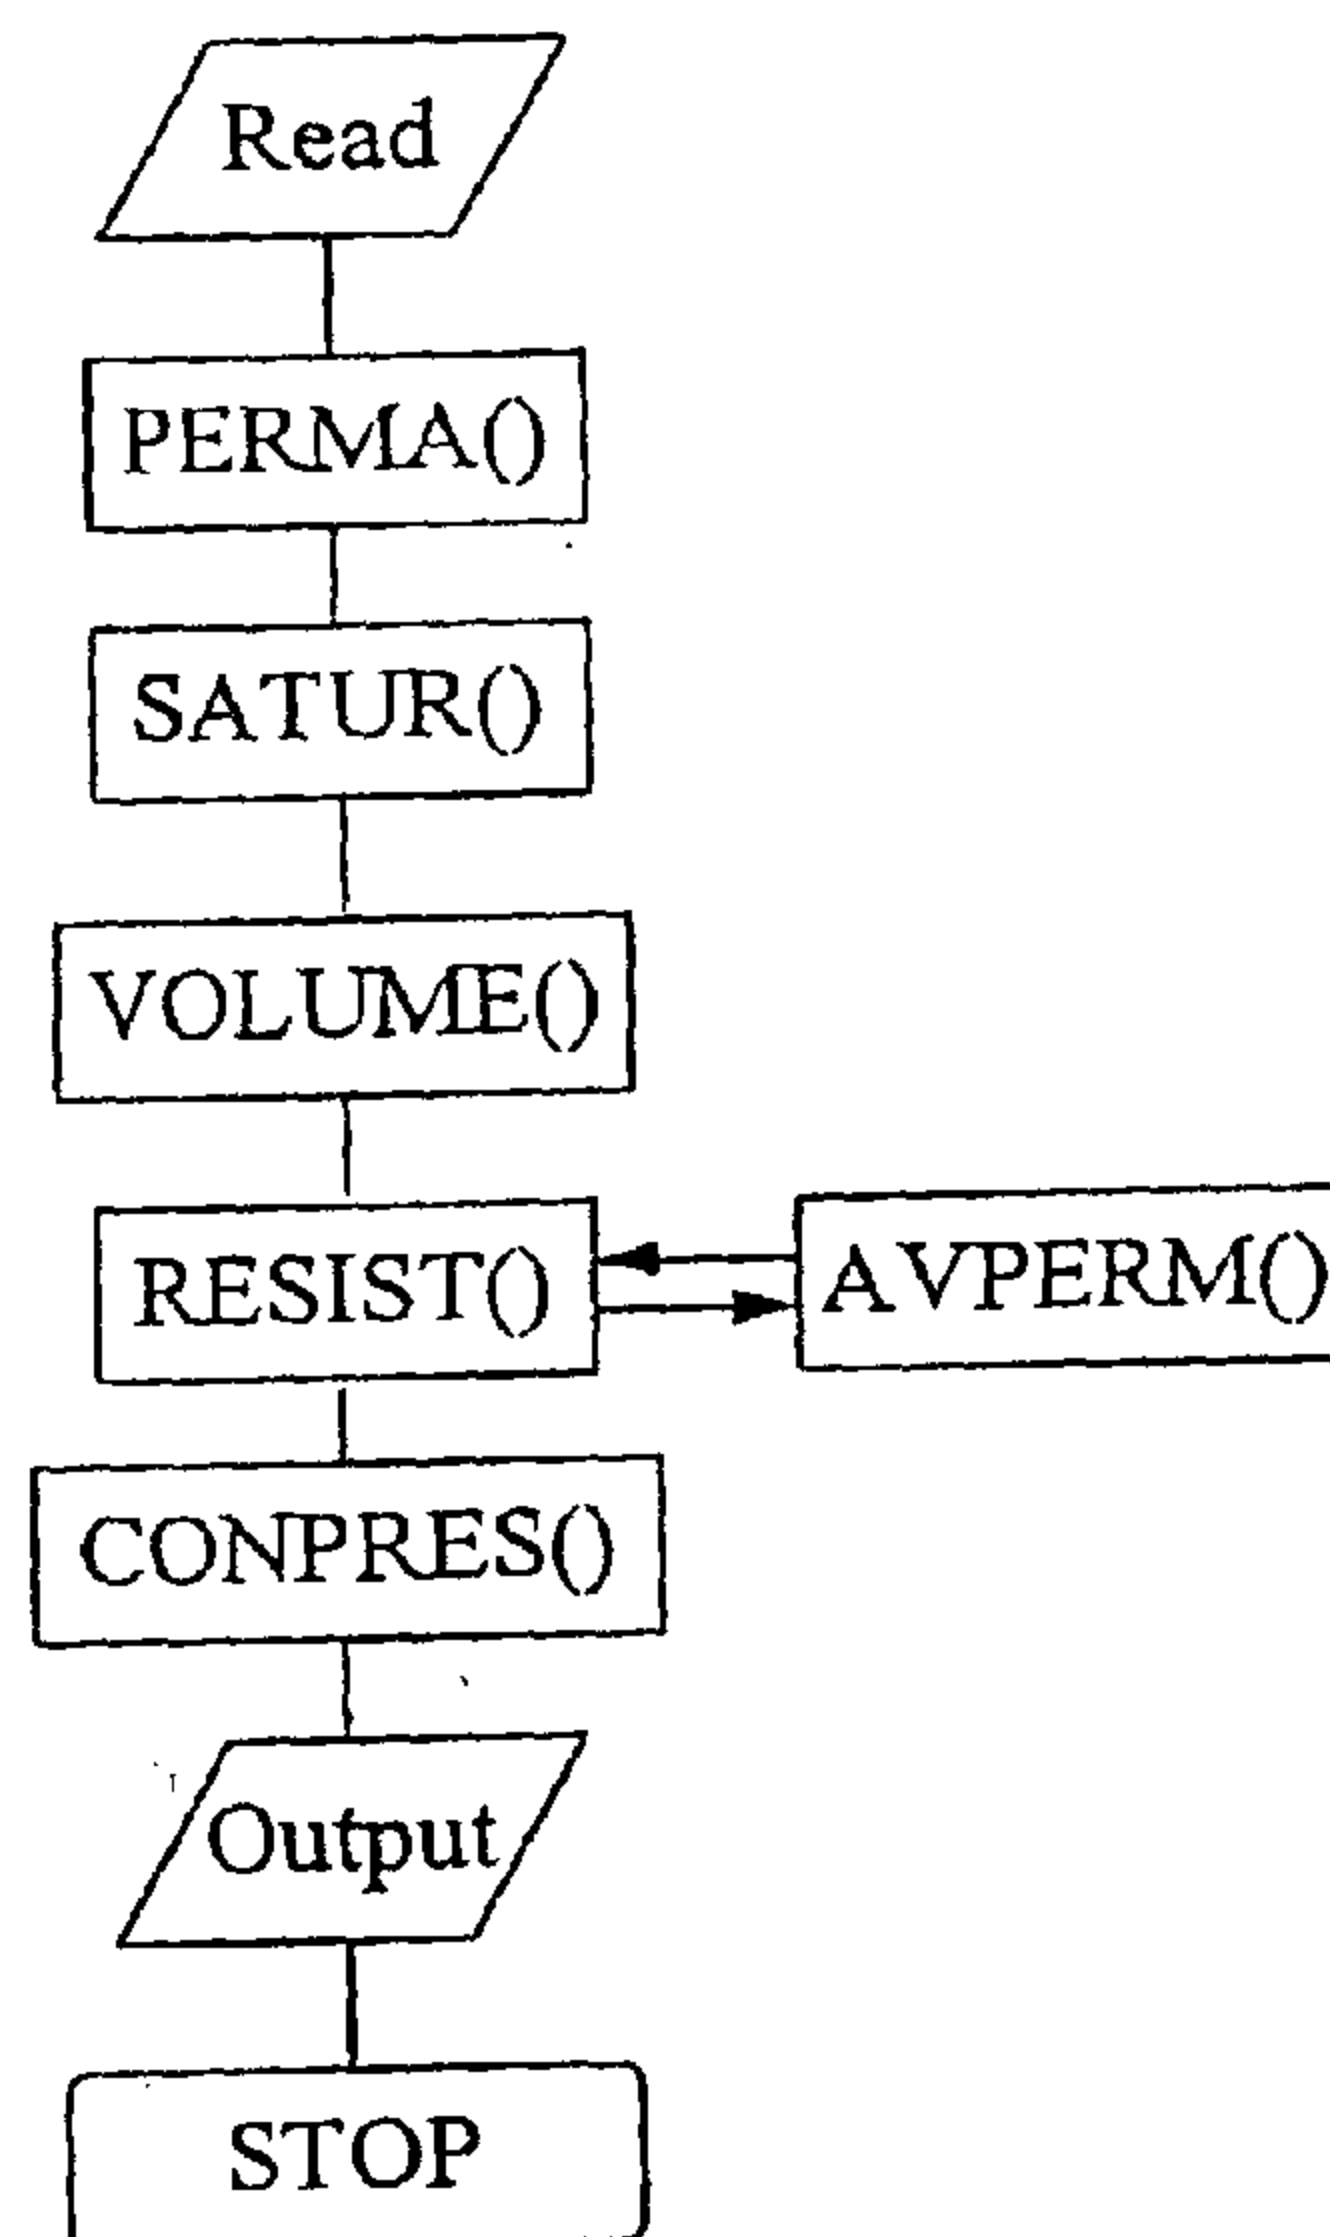 Read
PERMA()
SATUR()
VOLUME()
RESIST()
AVPERM()
CONPRES()
Output
STOP